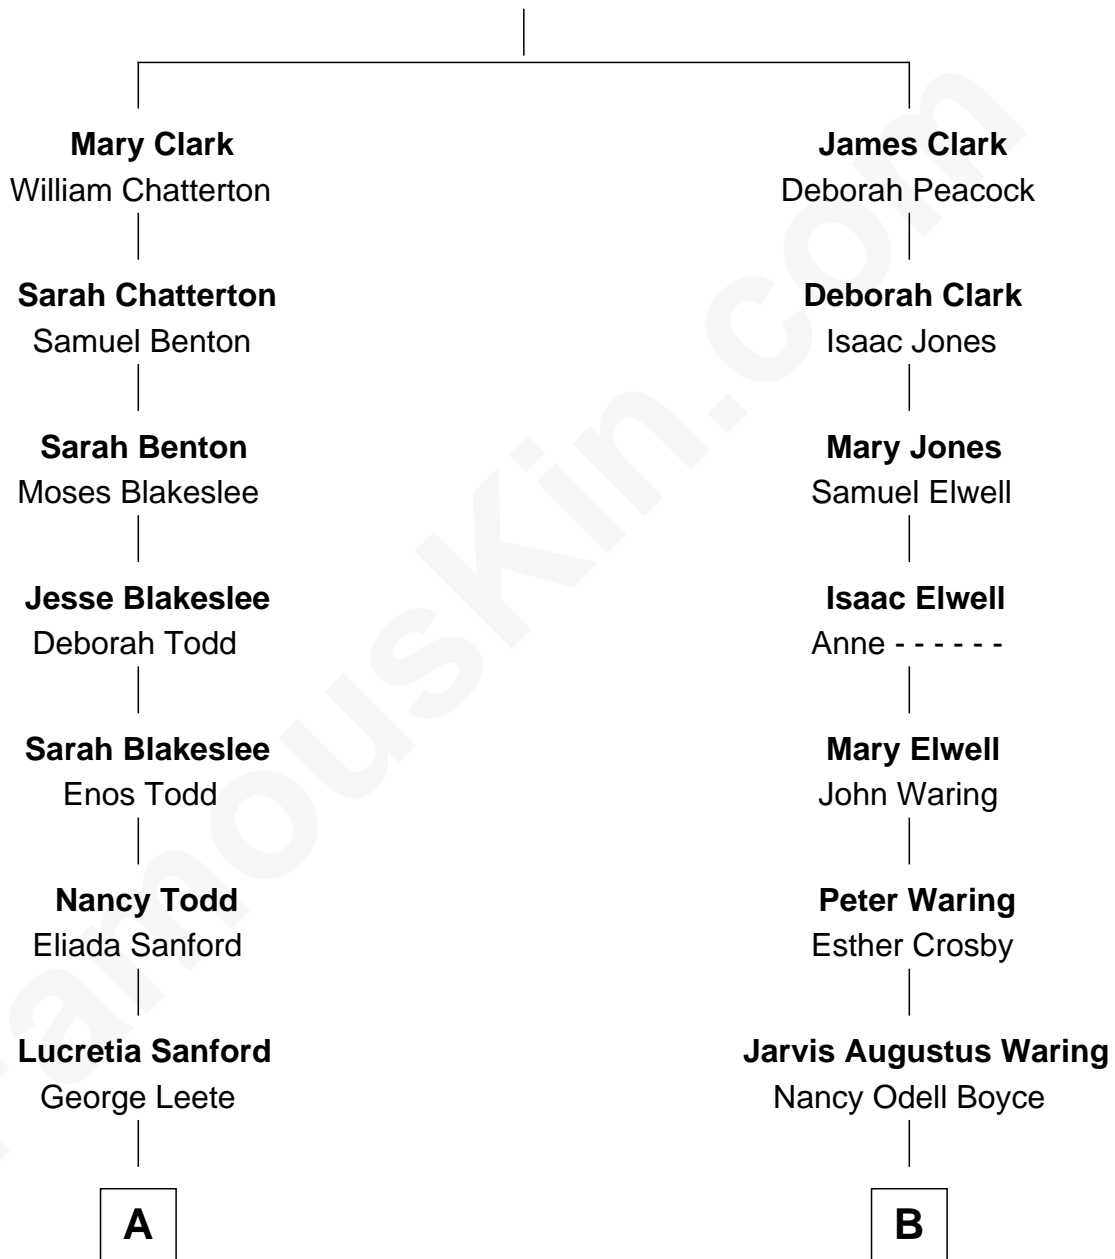 Mary Clark
William Chatterton
Sarah Chatterton
Samuel Benton
Sarah Benton
Moses Blakeslee
Jesse Blakeslee
Deborah Todd
Sarah Blakeslee
Enos Todd
Nancy Todd
Eliada Sanford
Lucretia Sanford
George Leete
A
James Clark
Deborah Peacock
Deborah Clark
Isaac Jones
Mary Jones
Samuel Elwell
Isaac Elwell
Anne - - - - - -
Mary Elwell
John Waring
Peter Waring
Esther Crosby
Jarvis Augustus Waring
Nancy Odell Boyce
B
FamousKin.com